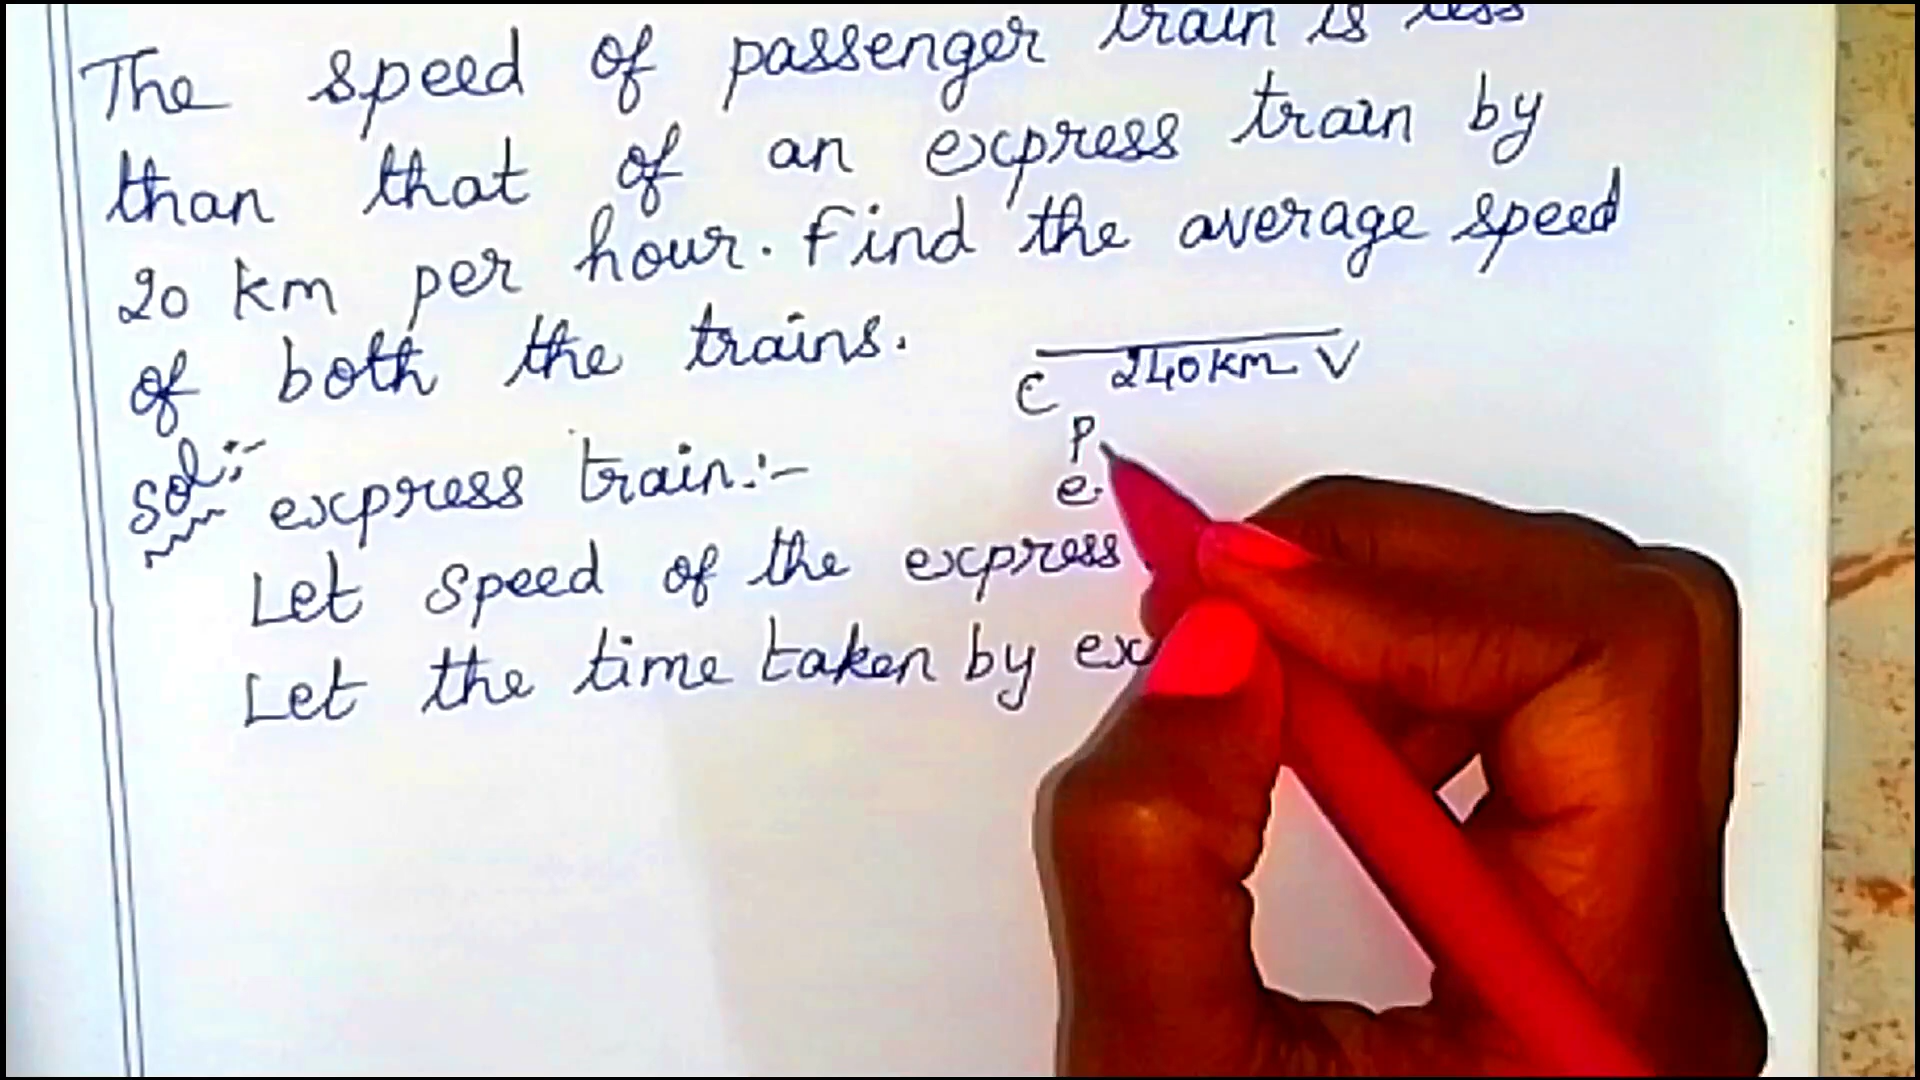 The speed of passenger train is less
than that of an express train by
20 km per hour. Find the average speed
of both the trains.
C 240 km V
P
e.
Sol:- express train:-
Let Speed of the express
Let the time taken by ex